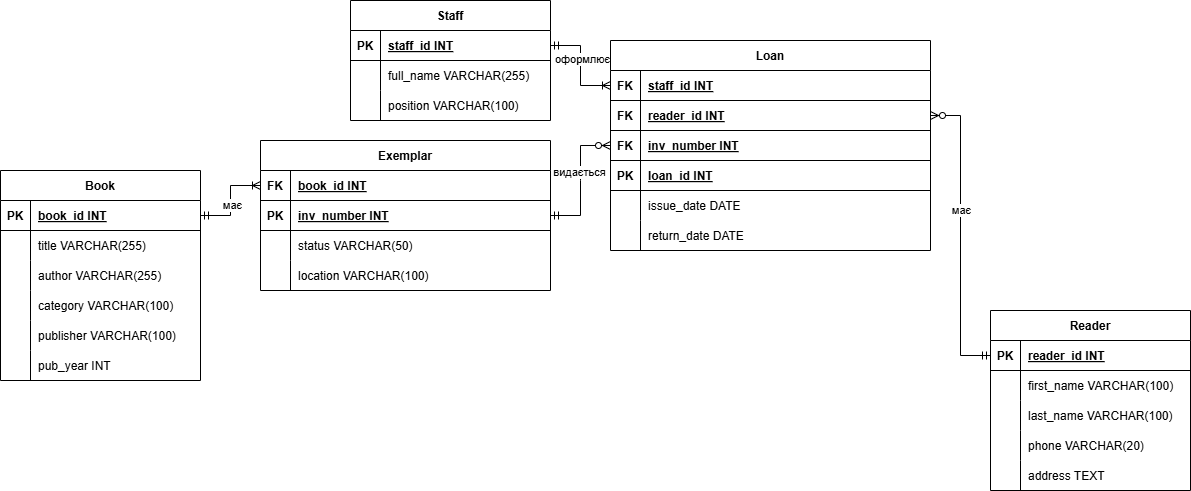 Staff
PK staff_id INT
full_name VARCHAR(255)
position VARCHAR(100)
оформлює
Loan
FK staff_id INT
FK reader_id INT
FK inv_number INT
PK loan_id INT
issue_date DATE
return_date DATE
Exemplar
FK book_id INT
PK inv_number INT
status VARCHAR(50)
location VARCHAR(100)
видається
Book
PK book_id INT
title VARCHAR(255)
author VARCHAR(255)
category VARCHAR(100)
publisher VARCHAR(100)
pub_year INT
має
має
Reader
PK reader_id INT
first_name VARCHAR(100)
last_name VARCHAR(100)
phone VARCHAR(20)
address TEXT